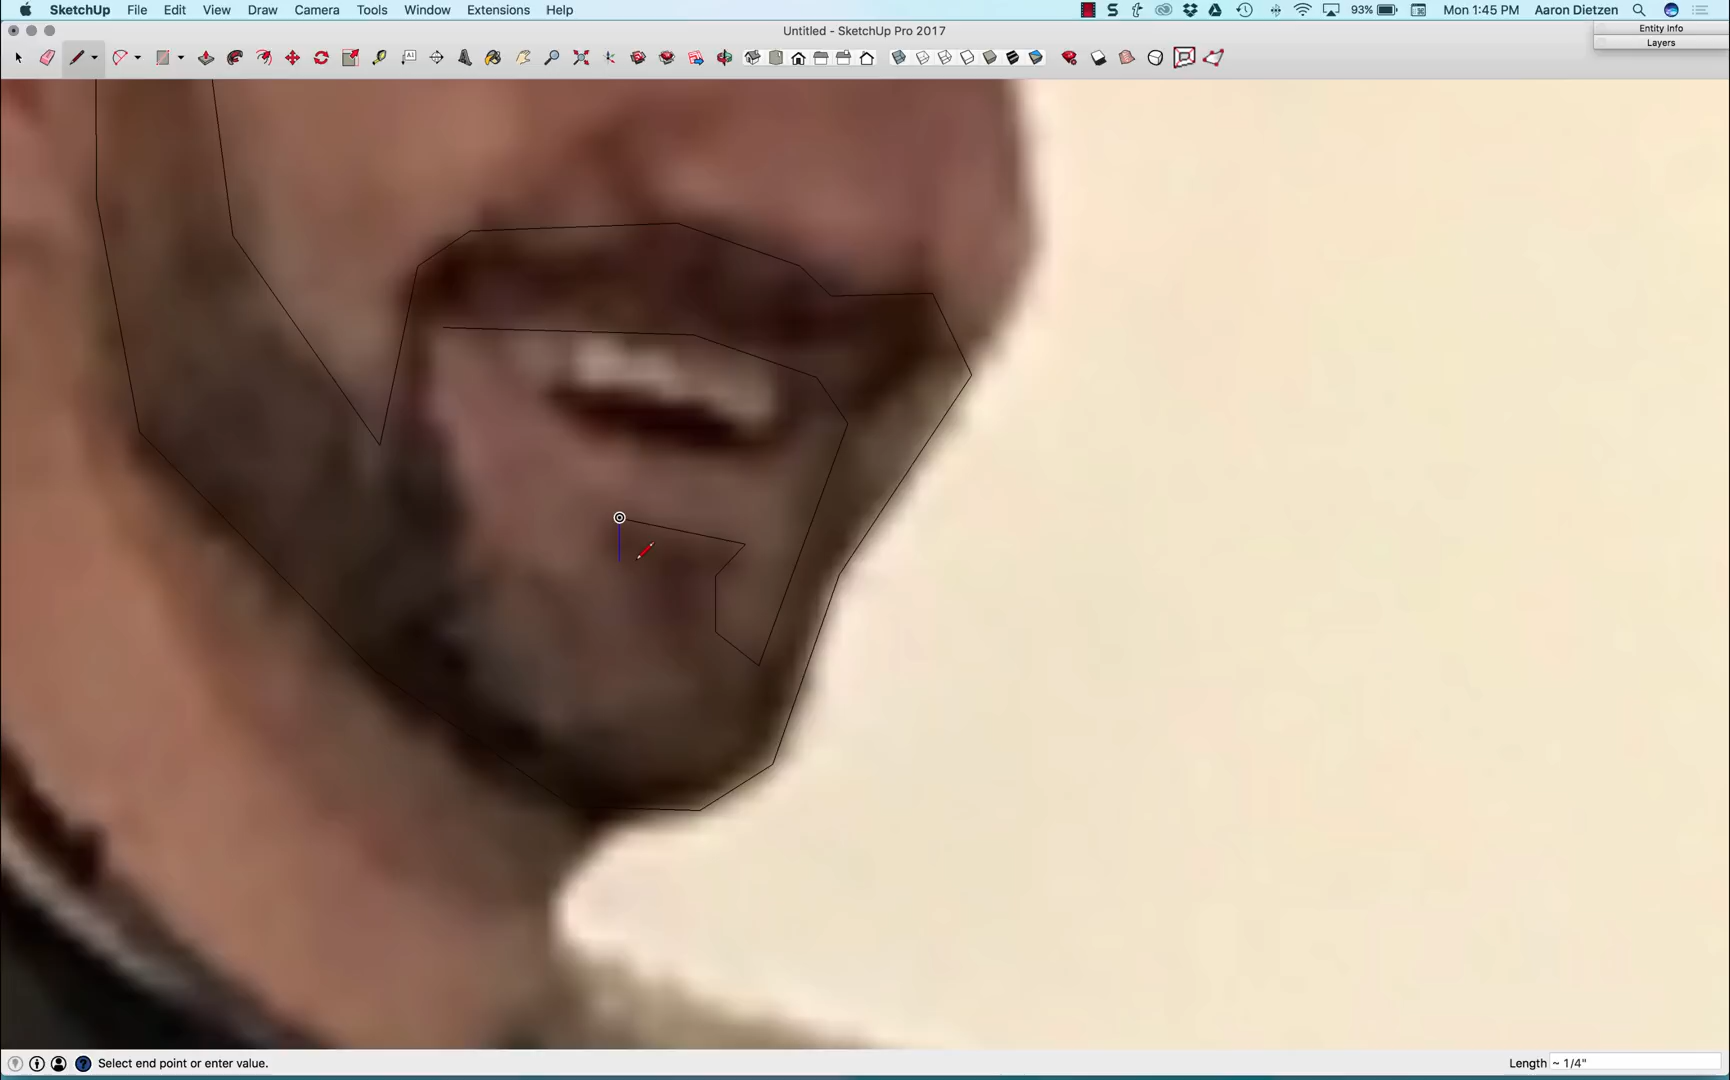 SketchUp File Edit View Draw Camera Tools Window Extensions Help 93% Mon 1:45 PM Aaron Dietzen
Untitled - SketchUp Pro 2017
Entity Info
Layers
Select end point or enter value. Length ~ 1/4"